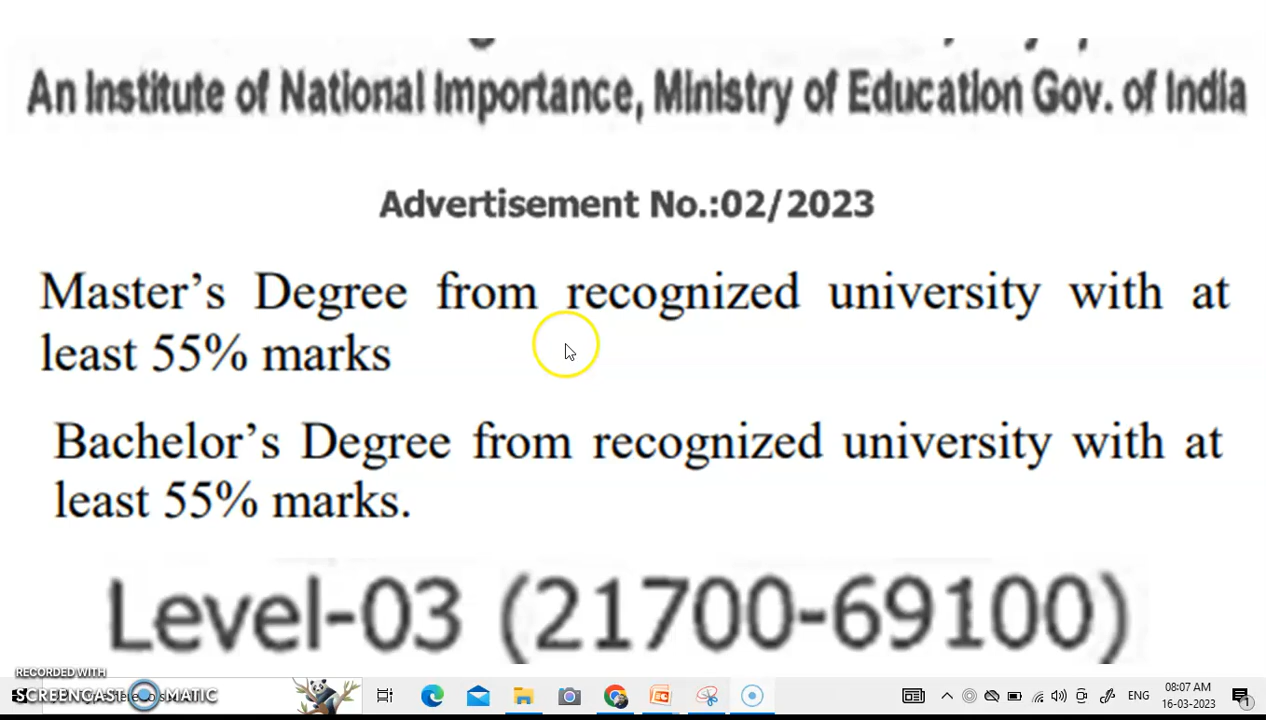 An Institute of National Importance, Ministry of Education Gov. of India
Advertisement No.:02/2023
Master's Degree from recognized university with at
least 55% marks
Bachelor's Degree from recognized university with at
least 55% marks.
Level-03 (21700-69100)
RECORDED WITH
SCREENCAST MATIC
ENG
08:07 AM
16-03-2023
1